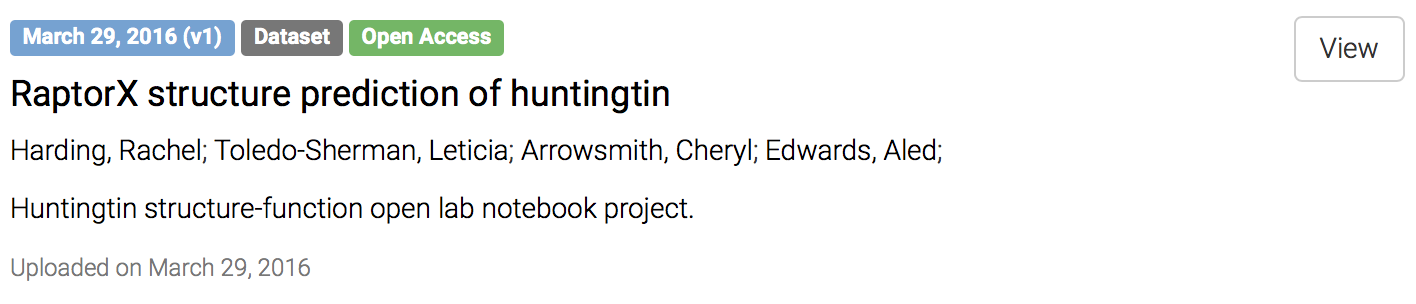 March 29, 2016 (v1) Dataset Open Access View
RaptorX structure prediction of huntingtin
Harding, Rachel; Toledo-Sherman, Leticia; Arrowsmith, Cheryl; Edwards, Aled;
Huntingtin structure-function open lab notebook project.
Uploaded on March 29, 2016